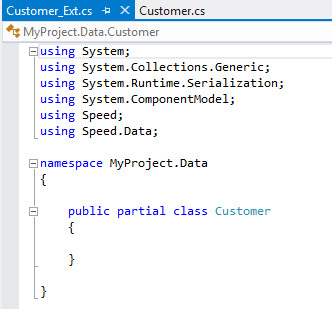 Customer_Ext.cs Customer.cs
MyProject.Data.Customer
using System;
using System.Collections.Generic;
using System.Runtime.Serialization;
using System.ComponentModel;
using Speed;
using Speed.Data;
namespace MyProject.Data
{
public partial class Customer
{
}
}